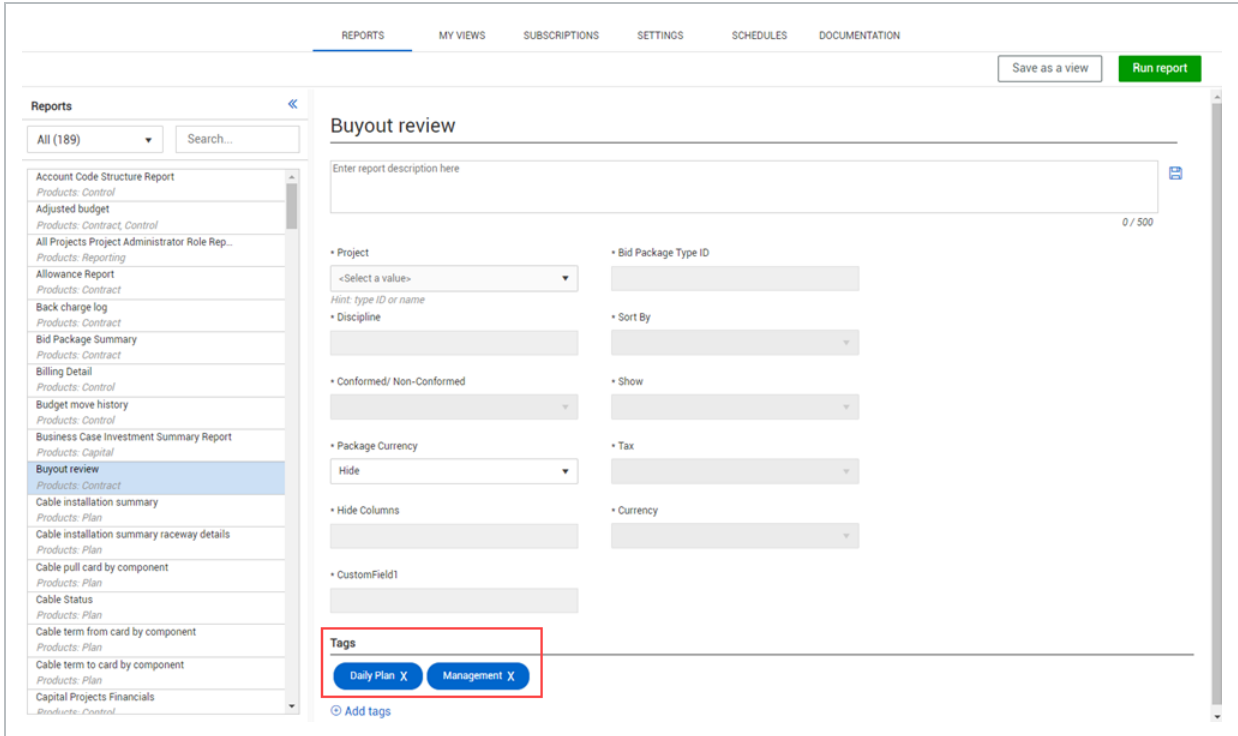 REPORTS MY VIEWS SUBSCRIPTIONS SETTINGS SCHEDULES DOCUMENTATION
Save as a view Run report
Reports «
All (189) Search...
Account Code Structure Report
Products: Control
Adjusted budget
Products: Contract, Control
All Projects Project Administrator Role Rep...
Products: Reporting
Allowance Report
Products: Contract
Back charge log
Products: Contract
Bid Package Summary
Products: Contract
Billing Detail
Products: Control
Budget move history
Products: Control
Business Case Investment Summary Report
Products: Capital
Buyout review
Products: Contract
Cable installation summary
Products: Plan
Cable installation summary raceway details
Products: Plan
Cable pull card by component
Products: Plan
Cable Status
Products: Plan
Cable term from card by component
Products: Plan
Cable term to card by component
Products: Plan
Capital Projects Financials
Products: Control
Buyout review
Enter report description here
0 / 500
• Project • Bid Package Type ID
<Select a value>
Hint: type ID or name
• Discipline • Sort By
• Conformed/ Non-Conformed • Show
• Package Currency • Tax
Hide
• Hide Columns • Currency
• CustomField1
Tags
Daily Plan X Management X
Add tags